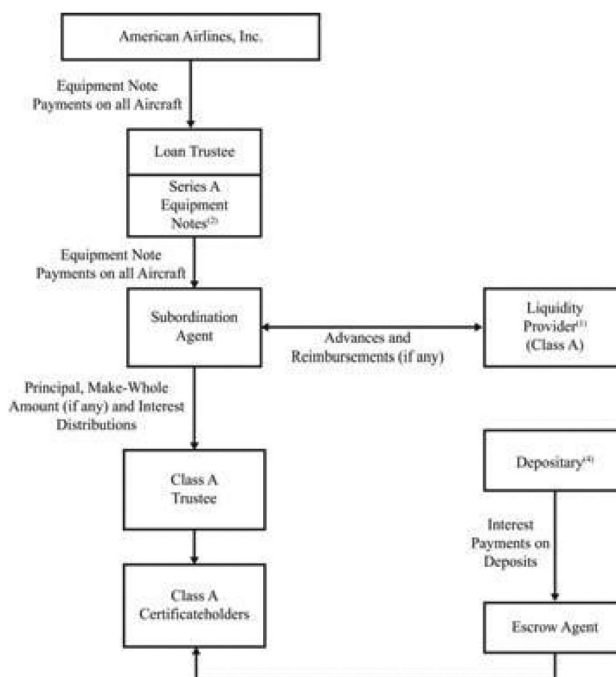 American Airlines, Inc.
Equipment Note
Payments on all Aircraft
Loan Trustee
Series A
Equipment
Notes(2)
Equipment Note
Payments on all Aircraft
Subordination
Agent
Advances and
Reimbursements (if any)
Liquidity
Provider(1)
(Class A)
Principal, Make-Whole
Amount (if any) and Interest
Distributions
Class A
Trustee
Depositary(4)
Interest
Payments on
Deposits
Class A
Certificateholders
Escrow Agent